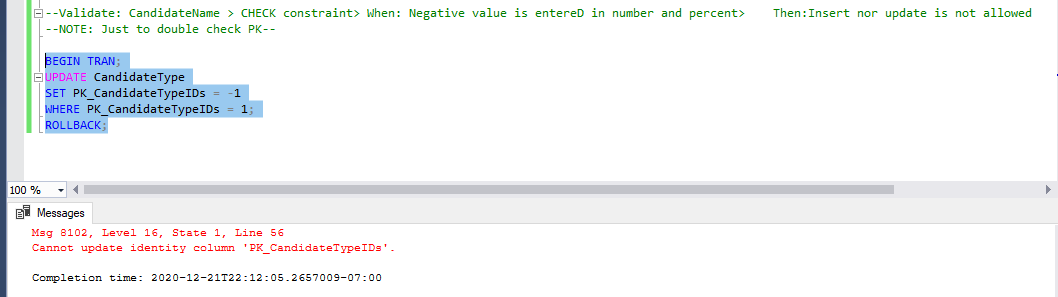 --Validate: CandidateName > CHECK constraint> When: Negative value is entereD in number and percent>    Then:Insert nor update is not allowed
--NOTE: Just to double check PK--
BEGIN TRAN;
UPDATE CandidateType
SET PK_CandidateTypeIDs = -1
WHERE PK_CandidateTypeIDs = 1;
ROLLBACK;
100 %
Messages
Msg 8102, Level 16, State 1, Line 56
Cannot update identity column 'PK_CandidateTypeIDs'.
Completion time: 2020-12-21T22:12:05.2657009-07:00